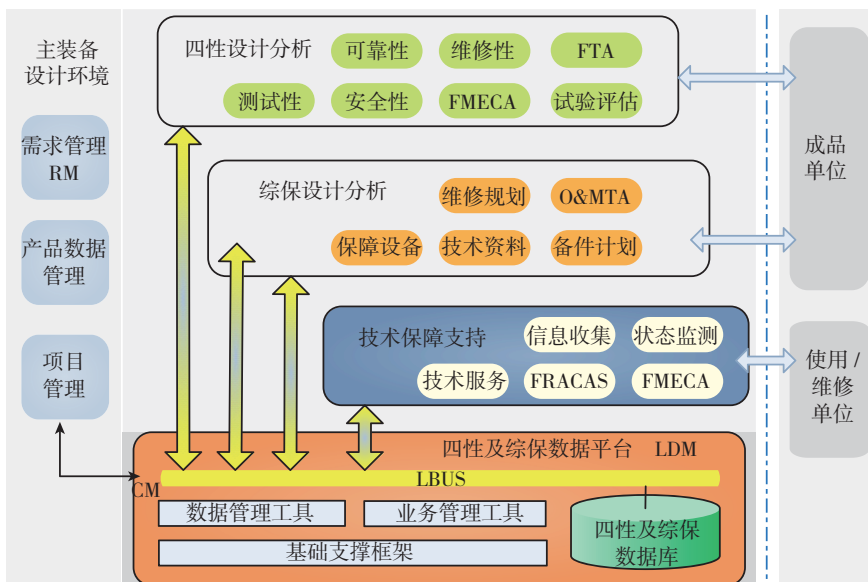 主装备
设计环境
需求管理
RM
产品数据
管理
项目
管理
四性设计分析
可靠性
维修性
FTA
测试性
安全性
FMECA
试验评估
综保设计分析
维修规划
O&MTA
保障设备
技术资料
备件计划
技术保障支持
信息收集
状态监测
技术服务
FRACAS
FMECA
四性及综保数据平台 LDM
LBUS
CM
数据管理工具
业务管理工具
基础支撑框架
四性及综保
数据库
成品
单位
使用/
维修
单位